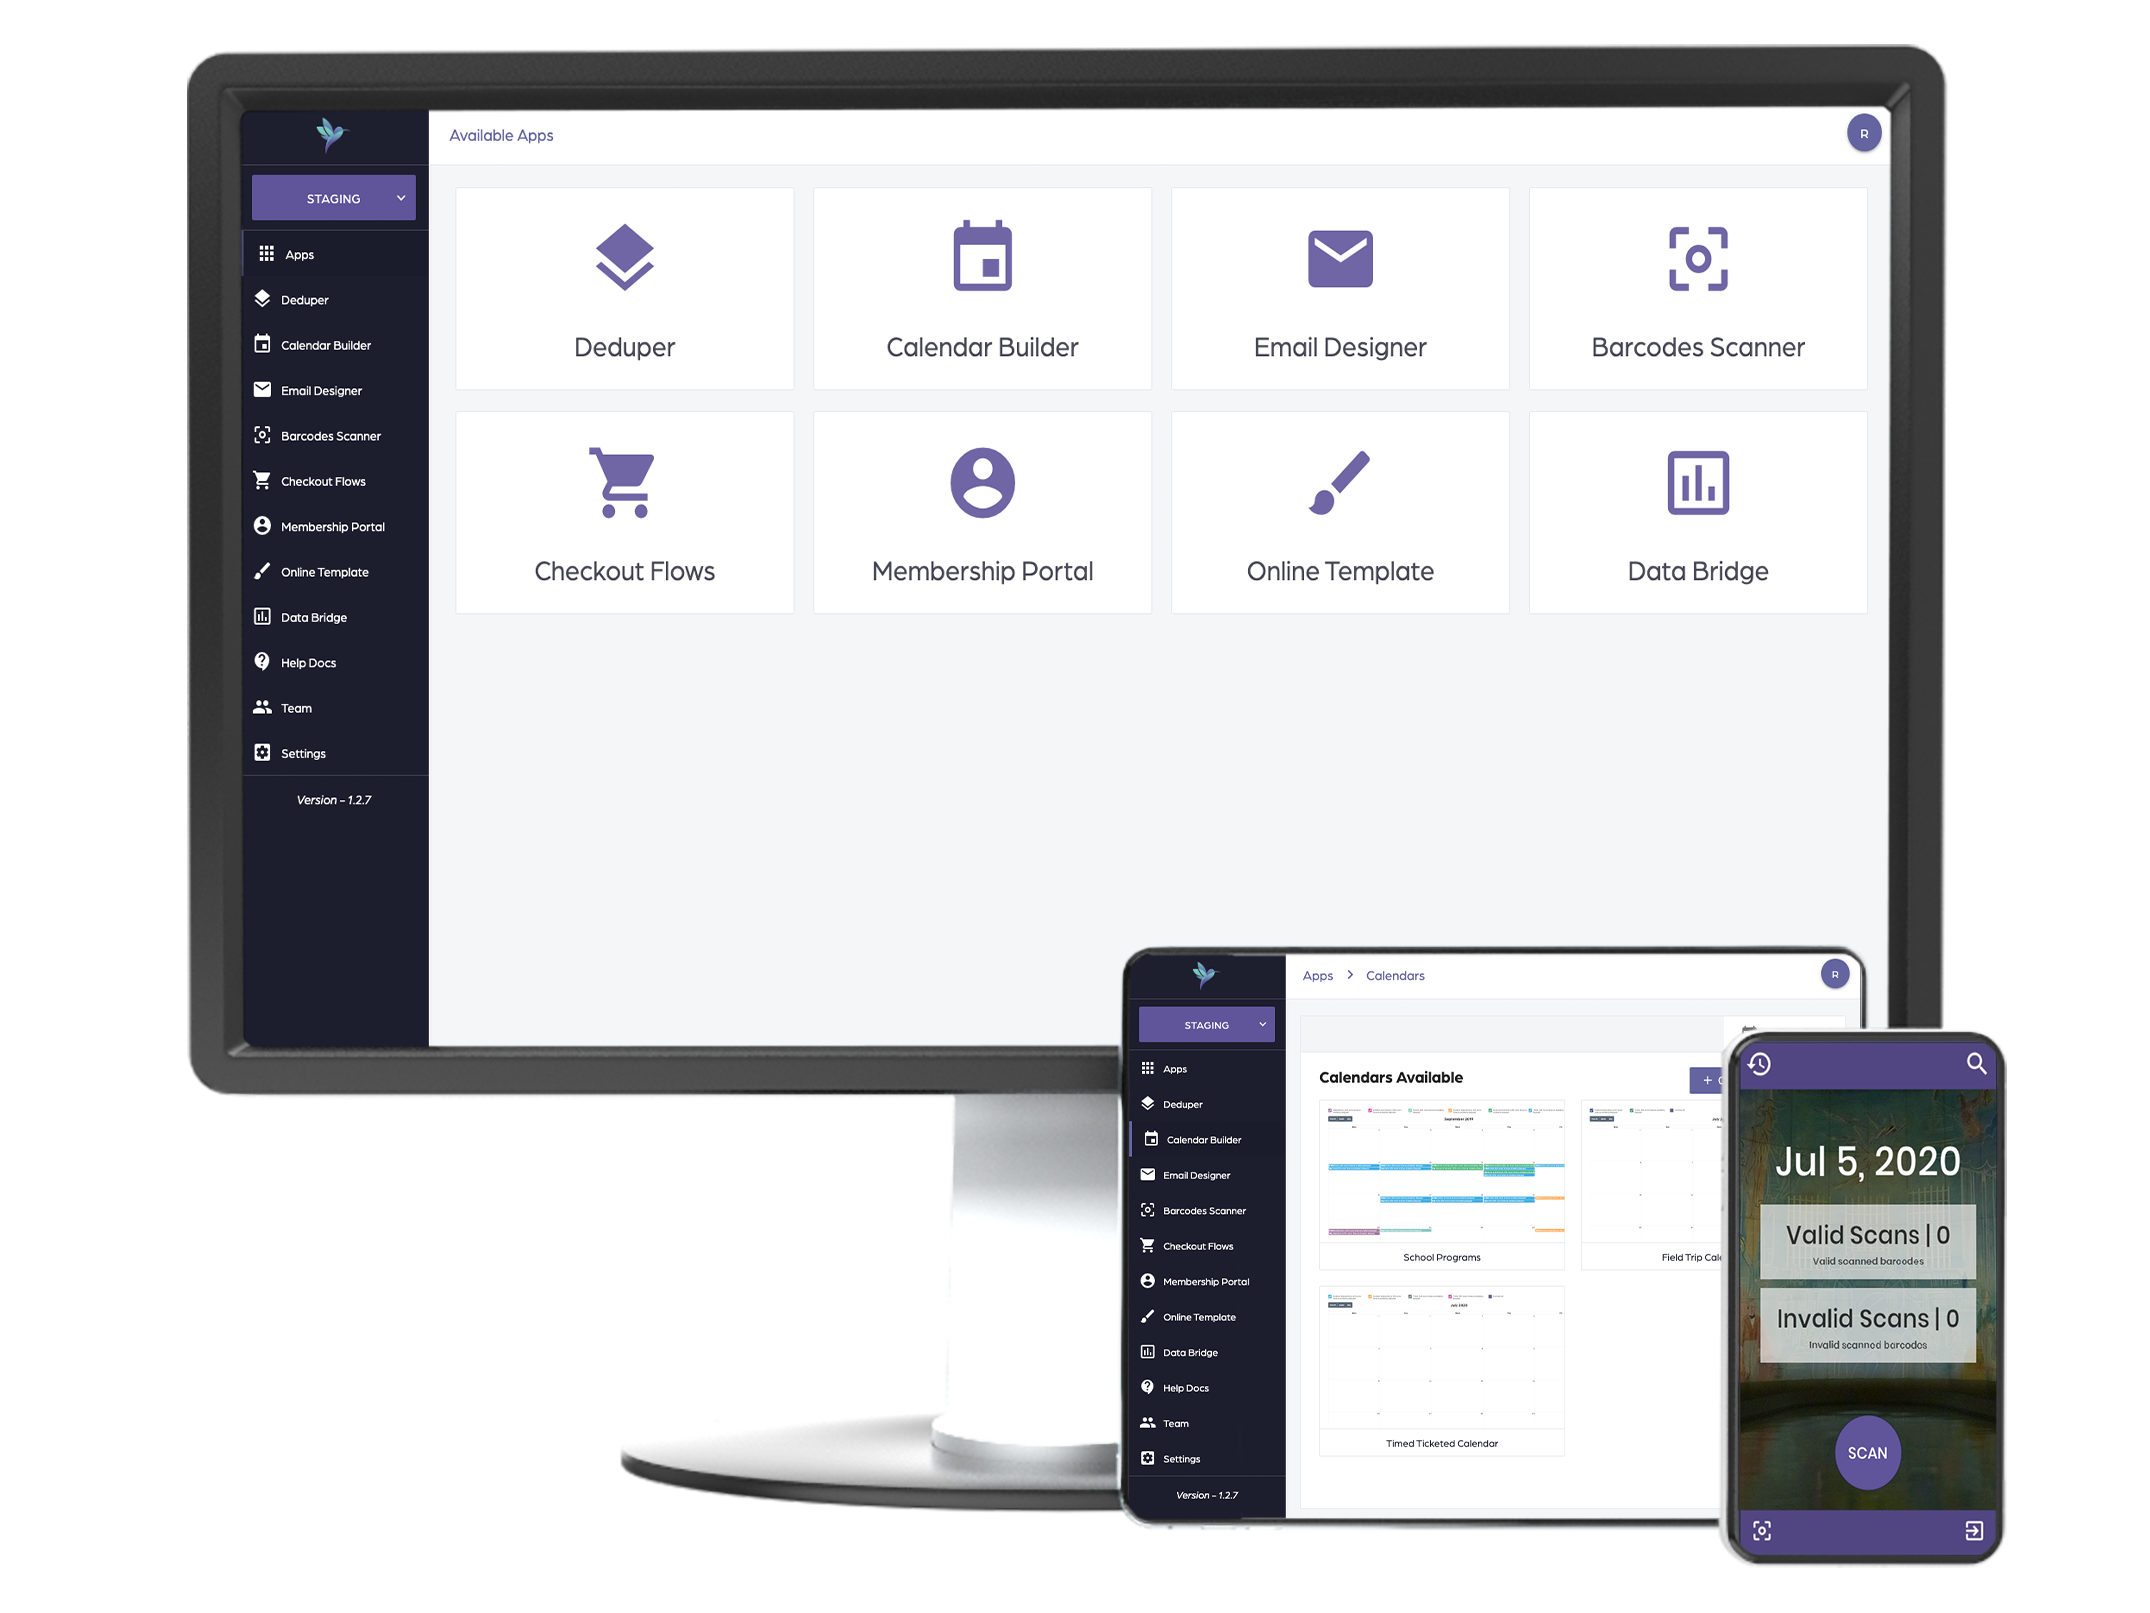 Available Apps
R
STAGING
Apps
Deduper
Calendar Builder
Email Designer
Barcodes Scanner
Checkout Flows
Membership Portal
Online Template
Data Bridge
Help Docs
Team
Settings
Version - 1.2.7
Deduper
Calendar Builder
Email Designer
Barcodes Scanner
Checkout Flows
Membership Portal
Online Template
Data Bridge
Apps > Calendars
R
STAGING
Apps
Deduper
Calendar Builder
Email Designer
Barcodes Scanner
Checkout Flows
Membership Portal
Online Template
Data Bridge
Help Docs
Team
Settings
Version - 1.2.7
Calendars Available
+
September 2019
School Programs
Field Trip
July 2020
Timed Ticketed Calendar
Jul 5, 2020
Valid Scans | 0
Valid scanned barcodes
Invalid Scans | 0
Invalid scanned barcodes
SCAN